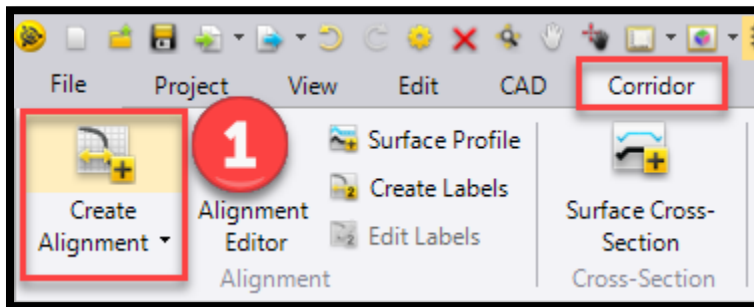 File Project View Edit CAD Corridor
1
Surface Profile
Create Labels
Edit Labels
Create
Alignment
Alignment
Editor
Surface Cross-
Section
Alignment
Cross-Section